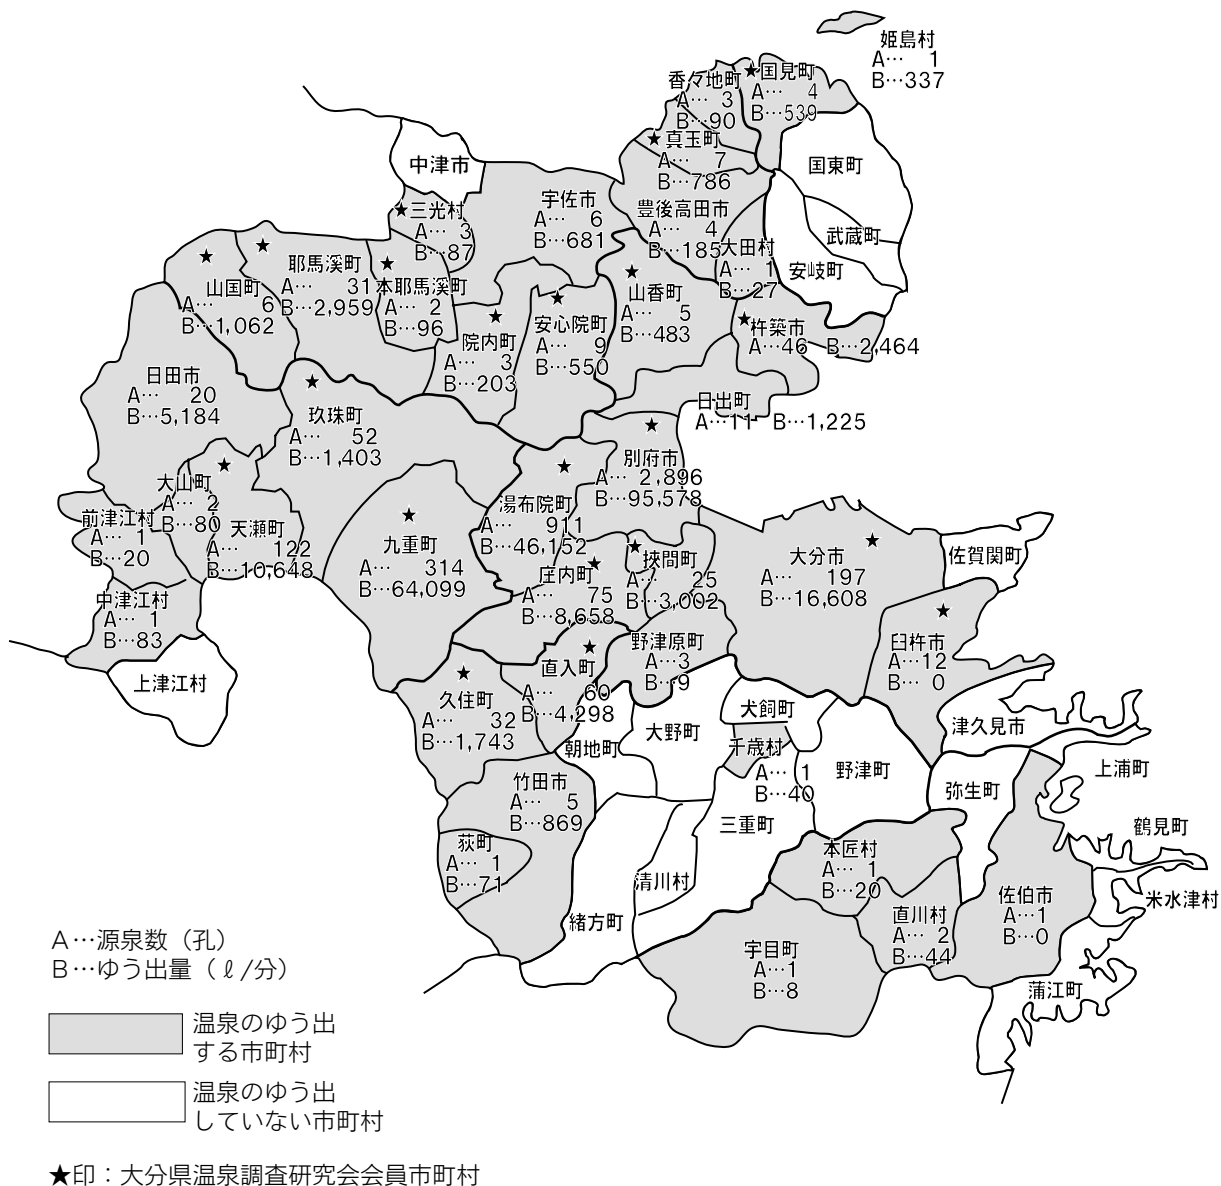 姫島村
A… 1
B…337
香々地町
A… 3
B…90
★国見町
A… 4
B…539
★真玉町
A… 7
B…786
中津市
国東町
★三光村
A… 3
B…87
宇佐市
A… 6
B…681
豊後高田市
A… 4
B…185
大田村
A… 1
B…27
武蔵町
安岐町
★
山国町
A… 6
B…1,062
★
耶馬溪町
A… 31
B…2,959
★
本耶馬溪町
A… 2
B…96
★
院内町
A… 3
B…203
★
安心院町
A… 9
B…550
★
山香町
A… 5
B…483
★杵築市
A…46 B…2,464
日出町
A…11 B…1,225
日田市
A… 20
B…5,184
★
玖珠町
A… 52
B…1,403
★
別府市
A… 2,896
B…95,578
大山町
A… 2
B…80
★
天瀬町
A… 122
B…10,648
前津江村
A… 1
B…20
★
九重町
A… 314
B…64,099
★
湯布院町
A… 911
B…46,152
★
庄内町
A… 75
B…8,658
★
挾間町
A… 25
B…3,002
★
大分市
A… 197
B…16,608
佐賀関町
中津江村
A… 1
B…83
上津江村
★
臼杵市
A…12
B… 0
野津原町
A…3
B…9
★
直入町
A… 60
B…4,298
★
久住町
A… 32
B…1,743
朝地町
大野町
犬飼町
千歳村
A… 1
B…40
野津町
津久見市
上浦町
弥生町
竹田市
A… 5
B…869
荻町
A… 1
B…71
三重町
清川村
緒方町
本匠村
A… 1
B…20
直川村
A… 2
B…44
佐伯市
A…1
B…0
鶴見町
米水津村
蒲江町
宇目町
A…1
B…8
A…源泉数（孔）
B…ゆう出量（ℓ/分）
温泉のゆう出
する市町村
温泉のゆう出
していない市町村
★印：大分県温泉調査研究会会員市町村